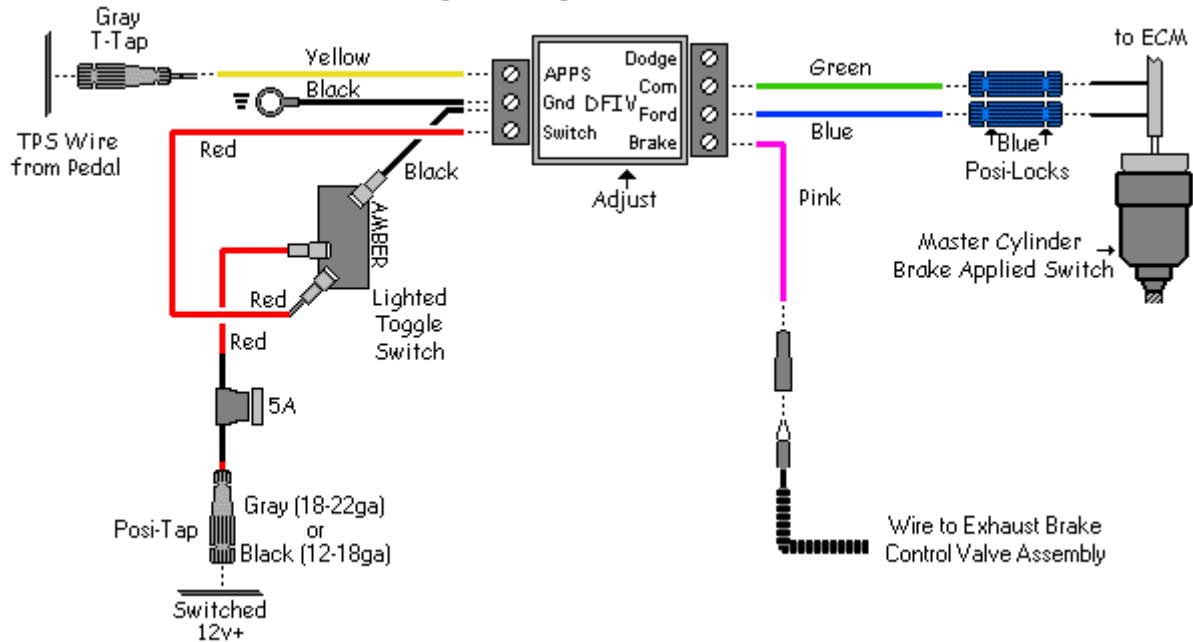 Gray
T-Tap
Yellow
Black
TPS Wire
from Pedal
Red
Black
APPS
Gnd
DFIV
Switch
Dodge
Com
Ford
Brake
Adjust
Green
Blue
Pink
to ECM
Blue
Posi-Locks
Master Cylinder
Brake Applied Switch
AMBER
Lighted
Toggle
Switch
Red
Red
5A
Posi-Tap
Gray (18-22ga)
or
Black (12-18ga)
Switched
12v+
Wire to Exhaust Brake
Control Valve Assembly